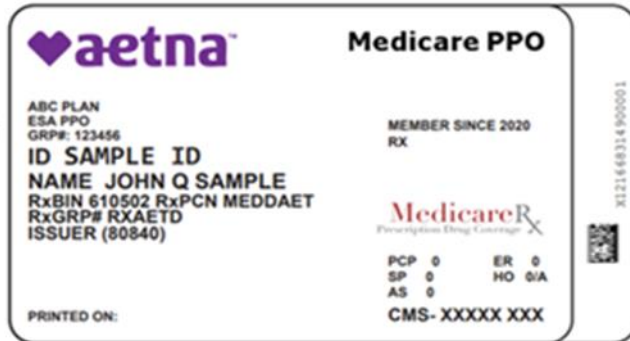 aetna™
Medicare PPO
ABC PLAN
ESA PPO
GRP#: 123456
ID SAMPLE ID
NAME JOHN Q SAMPLE
RxBIN 610502 RxPCN MEDDAET
RxGRP# RXAETD
ISSUER (80840)
PRINTED ON:
MEMBER SINCE 2020
RX
MedicareRx
Prescription Drug Coverage
PCP 0 ER 0
SP 0 HO 0/A
AS 0
CMS- XXXXX XXX
X121668314900001